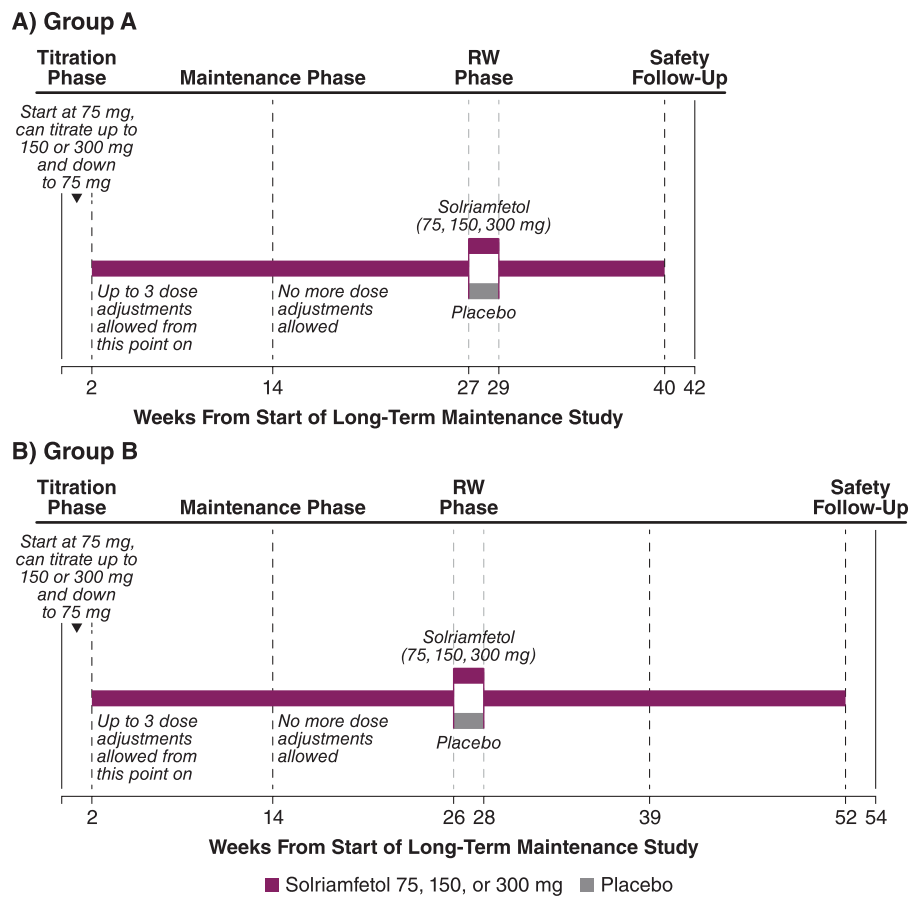 A) Group A
Titration
Phase
Maintenance Phase
RW
Phase
Safety
Follow-Up
Start at 75 mg,
can titrate up to
150 or 300 mg
and down
to 75 mg
Solriamfetol
(75, 150, 300 mg)
Up to 3 dose
adjustments
allowed from
this point on
No more dose
adjustments
allowed
Placebo
2 14 27 29 40 42
Weeks From Start of Long-Term Maintenance Study
B) Group B
Titration
Phase
Maintenance Phase
RW
Phase
Safety
Follow-Up
Start at 75 mg,
can titrate up to
150 or 300 mg
and down
to 75 mg
Solriamfetol
(75, 150, 300 mg)
Up to 3 dose
adjustments
allowed from
this point on
No more dose
adjustments
allowed
Placebo
2 14 26 28 39 52 54
Weeks From Start of Long-Term Maintenance Study
Solriamfetol 75, 150, or 300 mg Placebo